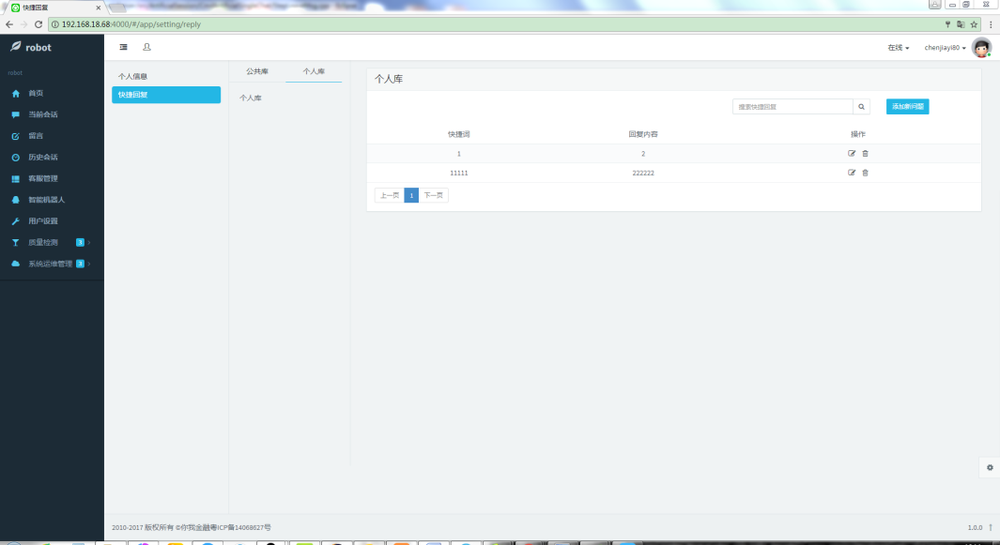 快捷回复
192.168.18.68:4000/#/app/setting/reply
robot
在线
chenjiayi80
robot
首页
当前会话
留言
历史会话
客服管理
智能机器人
用户设置
质量检测 3
系统运维管理 3
个人信息
快捷回复
公共库 个人库
个人库
个人库
搜索快捷回复
添加新问题
快捷词 回复内容 操作
1 2
11111 222222
上一页 1 下一页
2010-2017 版权所有 ©你我金融粤ICP备14068627号
1.0.0